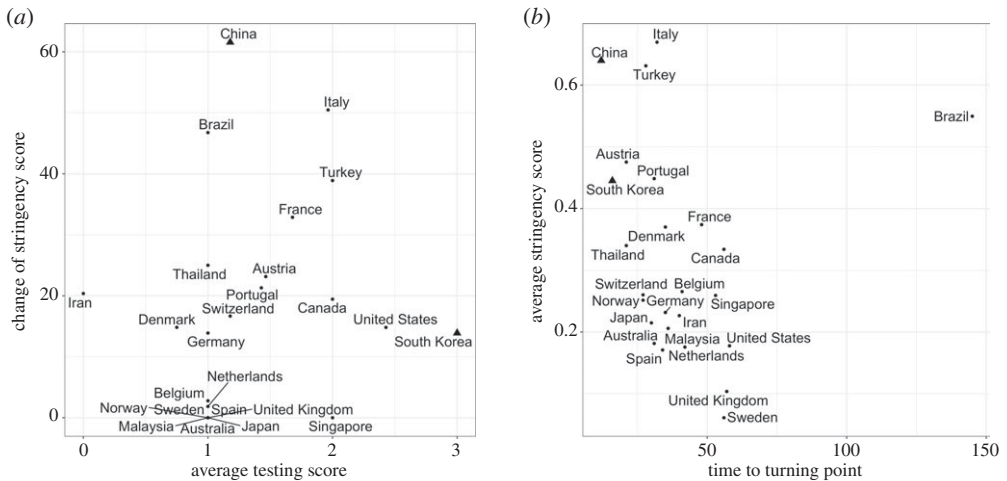 (a)
change of stringency score
60
40
20
0
China
Italy
Brazil
Turkey
France
Thailand
Austria
Iran
Portugal
Canada
Switzerland
Denmark
United States
Germany
South Korea
Netherlands
Belgium
Norway Sweden Spain United Kingdom
Malaysia Australia Japan Singapore
0 1 2 3
average testing score
(b)
average stringency score
0.6
0.4
0.2
Italy
China
Turkey
Brazil
Austria
Portugal
South Korea
France
Denmark
Thailand
Canada
Switzerland Belgium
Norway Germany Singapore
Japan Iran
Australia Malaysia United States
Spain Netherlands
United Kingdom
Sweden
50 100 150
time to turning point